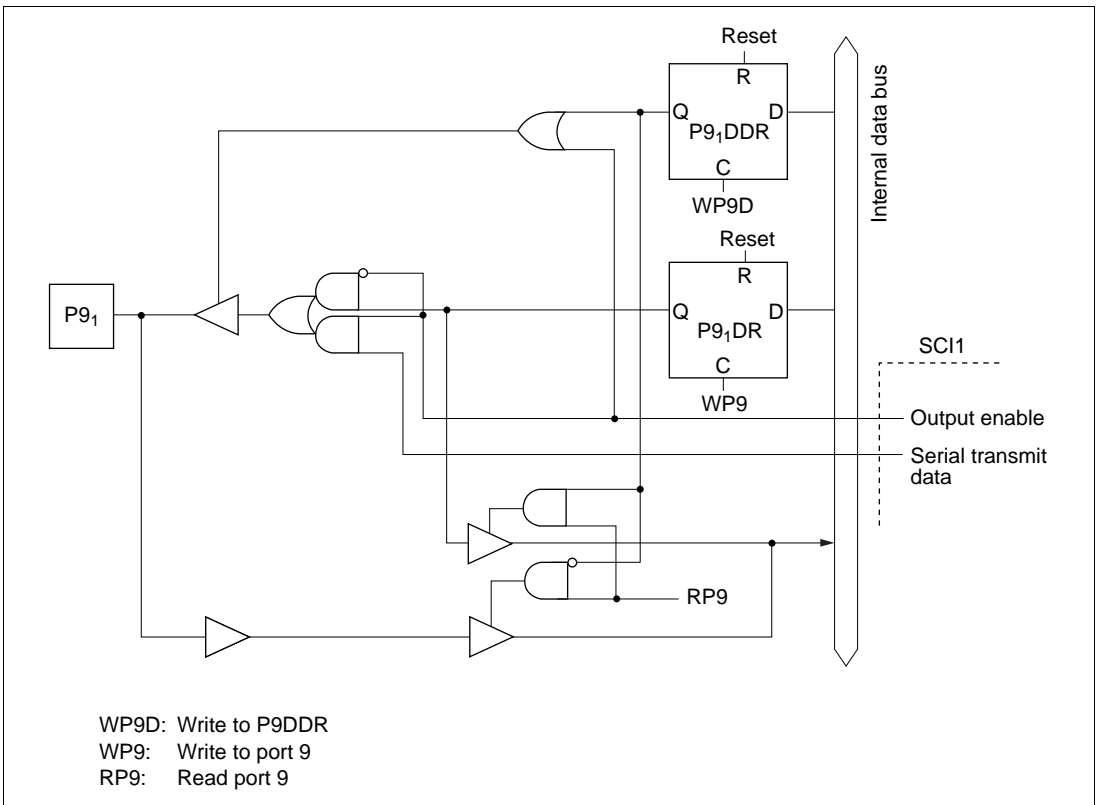 Reset
R
Q
D
P9₁DDR
C
WP9D
Internal data bus
Reset
R
P9₁
Q
D
P9₁DR
C
WP9
SCI1
Output enable
Serial transmit
data
RP9
WP9D: Write to P9DDR
WP9: Write to port 9
RP9: Read port 9